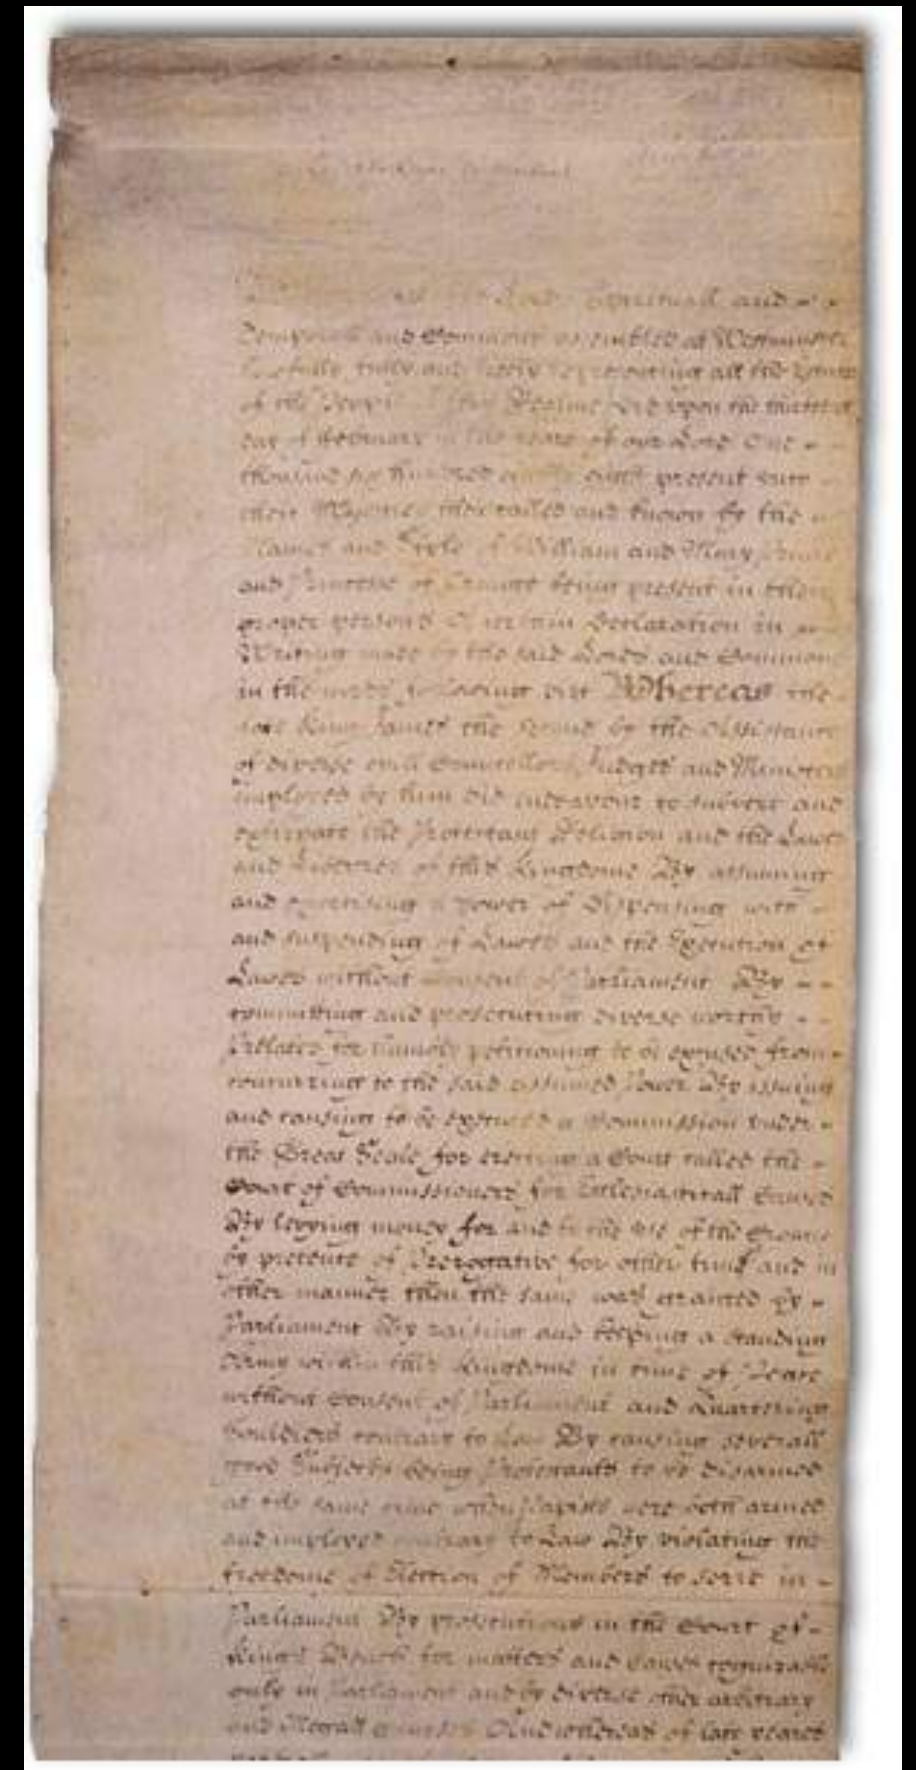 Lords Spirituall and
Temporall and Commons assembled at Westminster
lawfully fully and freely representing all the Estates
of the People of this Realme did upon the thirteenth
day of February in the yeare of our Lord One
thousand six hundred eighty eight present unto
their Majesties then called and known by the
Names and Style of William and Mary Prince
and Princesse of Orange being present in their
proper persons A certain Declaration in
Writing made by the said Lords and Commons
in the words following viz Whereas the
late King James the Second by the Assistance
of diverse evill Councellors Judges and Ministers
imployed by him did endeavour to subvert and
extirpate the Protestant Religion and the Lawes
and Liberties of this Kingdome By assuming
and exercising a power of Dispensing with
and suspending of Lawes and the Execution of
Lawes without Consent of Parliament By
committing and prosecuting diverse worthy
Prelates for humbly petitioning to be excused from
concurring to the said assumed Power By issuing
and causing to be executed a Commission under
the Great Seale for erecting a Court called the
Court of Commissioners for Ecclesiasticall Causes
By levying money for and to the use of the Crowne
by pretence of Prerogative for other time and in
other manner then the same was granted by
Parliament By raising and keeping a standing
Army within this Kingdome in time of Peace
without Consent of Parliament and Quartering
Souldiers contrary to Law By causing severall
good Subjects being Protestants to be disarmed
at the same time when Papists were both armed
and imployed contrary to Law By violating the
freedome of Election of Members to serve in
Parliament By prosecutions in the Court of
Kings Bench for matters and causes cognizable
only in Parliament and by diverse other arbitrary
and illegall courses And whereas of late yeares